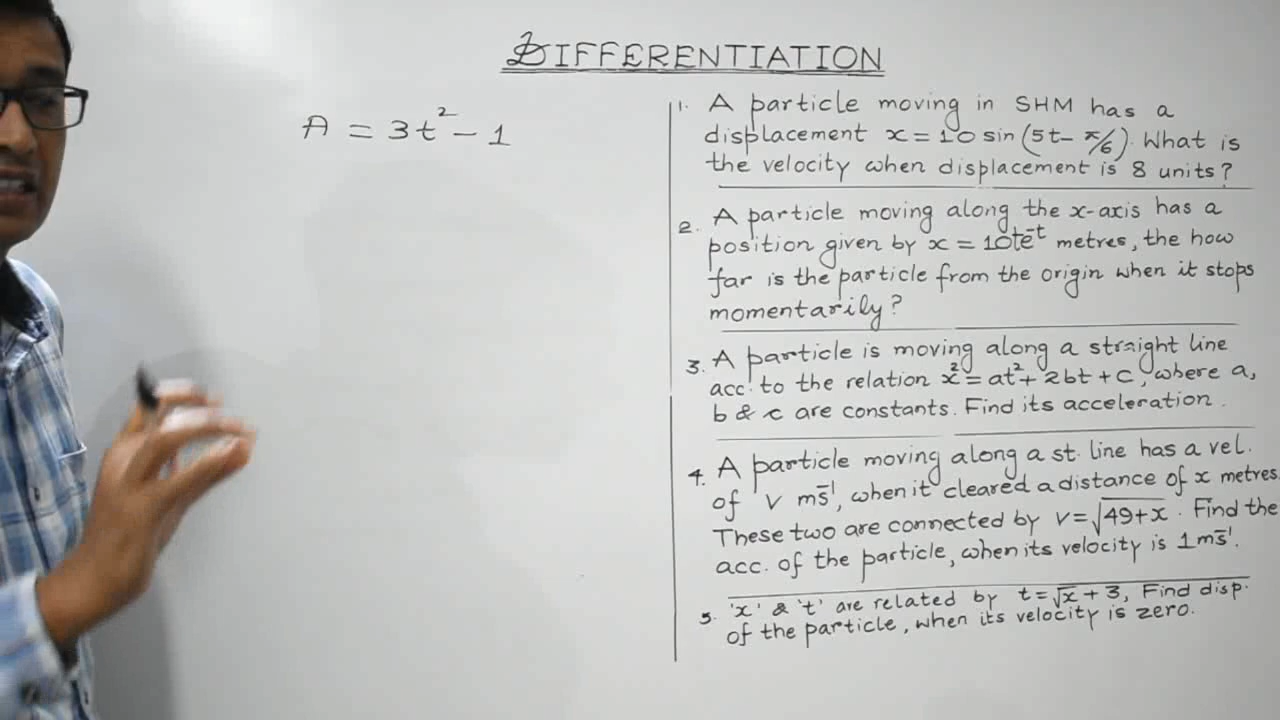 DIFFERENTIATION
A = 3t² - 1
1. A particle moving in SHM has a
displacement x = 10 sin (5t - π/6). What is
the velocity when displacement is 8 units?
2. A particle moving along the x-axis has a
position given by x = 10te⁻ᵗ metres, the how
far is the particle from the origin when it stops
momentarily?
3. A particle is moving along a straight line
acc. to the relation x² = at² + 2bt + c, where a,
b & c are constants. Find its acceleration.
4. A particle moving along a st. line has a vel.
of V ms⁻¹, when it cleared a distance of x metres.
These two are connected by v = √49+x. Find the
acc. of the particle, when its velocity is 1ms⁻¹.
5. 'x' & 't' are related by t = √x + 3, Find disp.
of the particle, when its velocity is zero.